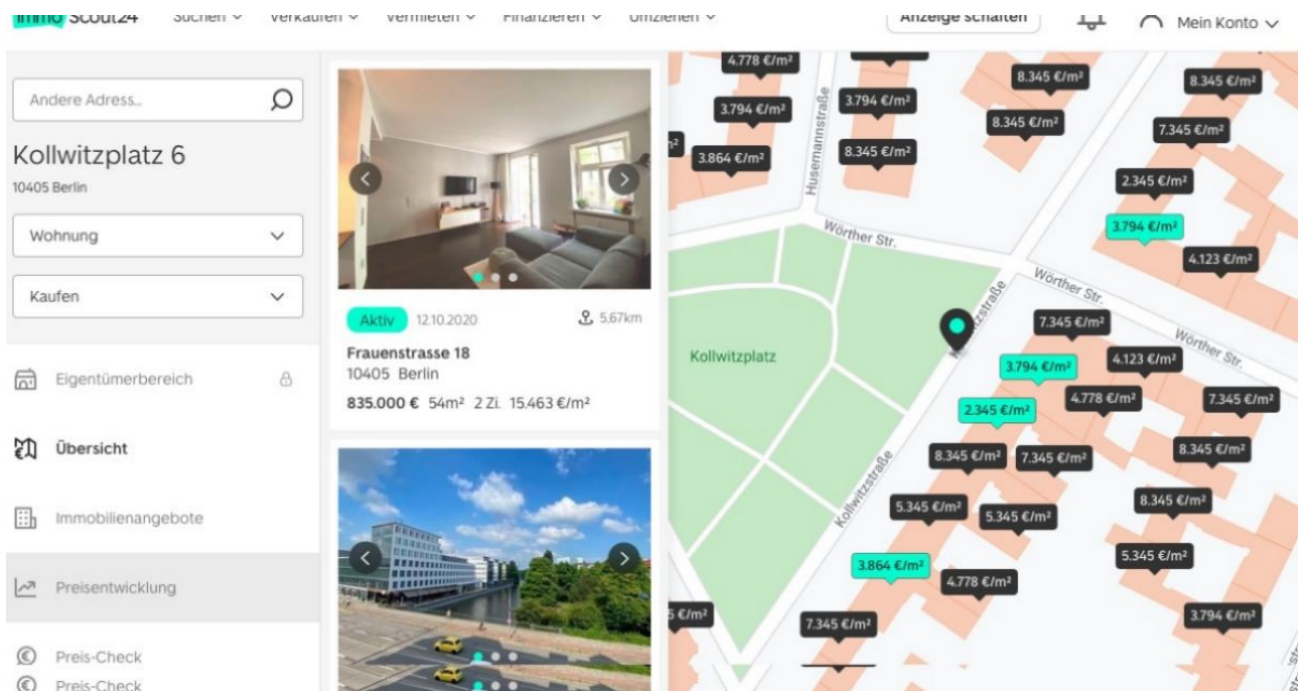 Immo Scout24
Suchen
Verkaufen
Vermieten
Finanzieren
Umziehen
Anzeige schalten
Mein Konto
Andere Adress...
Kollwitzplatz 6
10405 Berlin
Wohnung
Kaufen
Eigentümerbereich
Übersicht
Immobilienangebote
Preisentwicklung
Preis-Check
Preis-Check
Aktiv 12.10.2020 5,67km
Frauenstrasse 18
10405 Berlin
835.000 € 54m² 2 Zi. 15.463 €/m²
4.778 €/m²
3.794 €/m²
3.864 €/m²
3.794 €/m²
8.345 €/m²
Husemannstraße
8.345 €/m²
8.345 €/m²
8.345 €/m²
7.345 €/m²
2.345 €/m²
3.794 €/m²
4.123 €/m²
Wörther Str.
Wörther Str.
Wörther Str.
Kollwitzplatz
7.345 €/m²
3.794 €/m²
4.123 €/m²
2.345 €/m²
4.778 €/m²
7.345 €/m²
8.345 €/m²
7.345 €/m²
8.345 €/m²
Kollwitzstraße
5.345 €/m²
5.345 €/m²
8.345 €/m²
3.864 €/m²
4.778 €/m²
5.345 €/m²
7.345 €/m²
3.794 €/m²